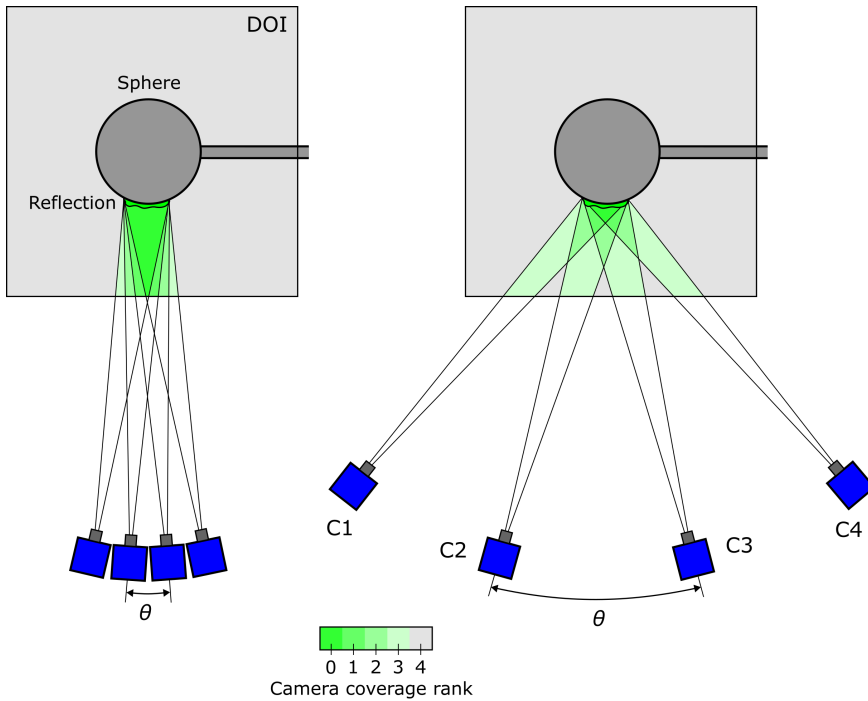 DOI
Sphere
Reflection
C1
C2
C3
C4
θ
θ
0 1 2 3 4
Camera coverage rank